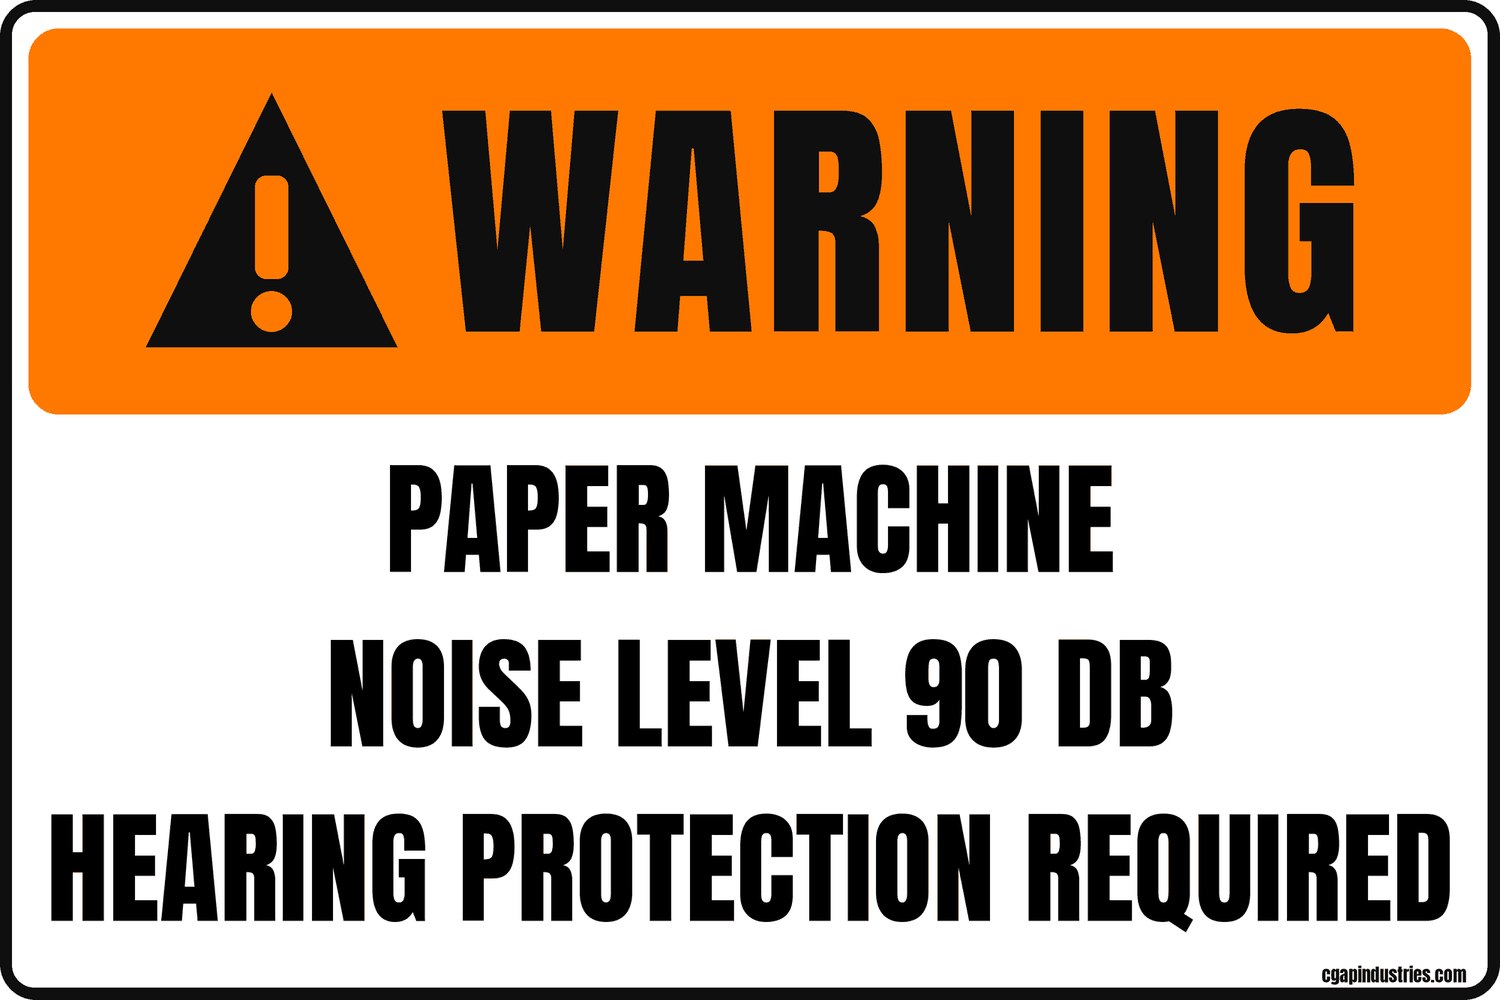 WARNING
PAPER MACHINE
NOISE LEVEL 90 DB
HEARING PROTECTION REQUIRED
cgapindustries.com